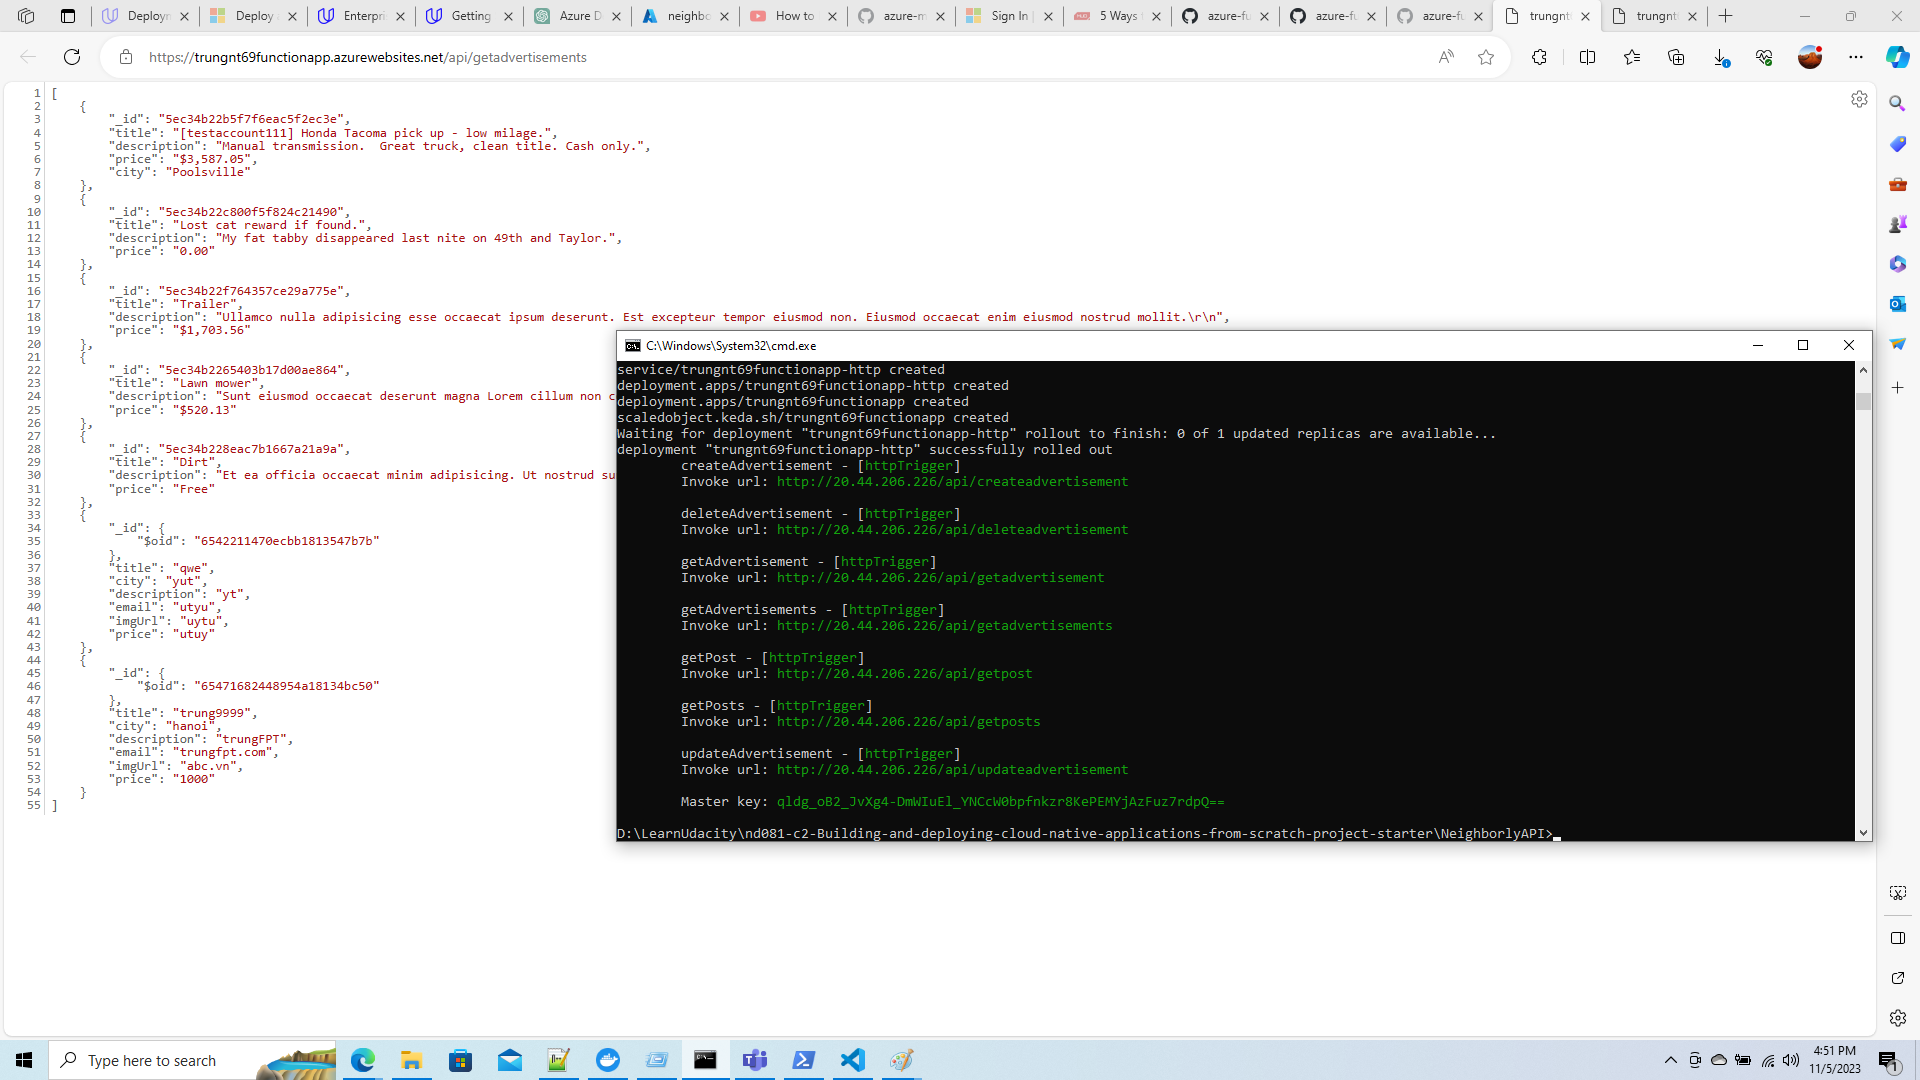 Deploym
Deploy a
Enterpri
Getting
Azure D
neighbo
How to
azure-m
Sign In |
5 Ways
azure-fu
azure-fu
azure-fu
trungnt
trungnt
https://trungnt69functionapp.azurewebsites.net/api/getadvertisements
1 [
2 {
3 "_id": "5ec34b22b5f7f6eac5f2ec3e",
4 "title": "[testaccount111] Honda Tacoma pick up - low milage.",
5 "description": "Manual transmission.  Great truck, clean title. Cash only.",
6 "price": "$3,587.05",
7 "city": "Poolsville"
8 },
9 {
10 "_id": "5ec34b22c800f5f824c21490",
11 "title": "Lost cat reward if found.",
12 "description": "My fat tabby disappeared last nite on 49th and Taylor.",
13 "price": "0.00"
14 },
15 {
16 "_id": "5ec34b22f764357ce29a775e",
17 "title": "Trailer",
18 "description": "Ullamco nulla adipisicing esse occaecat ipsum deserunt. Est excepteur tempor eiusmod non. Eiusmod occaecat enim eiusmod nostrud mollit.\r\n",
19 "price": "$1,703.56"
20 },
21 {
22 "_id": "5ec34b2265403b17d00ae864",
23 "title": "Lawn mower",
24 "description": "Sunt eiusmod occaecat deserunt magna Lorem cillum non c
25 "price": "$520.13"
26 },
27 {
28 "_id": "5ec34b228eac7b1667a21a9a",
29 "title": "Dirt",
30 "description": "Et ea officia occaecat minim adipisicing. Ut nostrud su
31 "price": "Free"
32 },
33 {
34 "_id": {
35 "$oid": "6542211470ecbb1813547b7b"
36 },
37 "title": "qwe",
38 "city": "yut",
39 "description": "yt",
40 "email": "utyu",
41 "imgUrl": "uytu",
42 "price": "utuy"
43 },
44 {
45 "_id": {
46 "$oid": "65471682448954a18134bc50"
47 },
48 "title": "trung9999",
49 "city": "hanoi",
50 "description": "trungFPT",
51 "email": "trungfpt.com",
52 "imgUrl": "abc.vn",
53 "price": "1000"
54 }
55 ]
C:\Windows\System32\cmd.exe
service/trungnt69functionapp-http created
deployment.apps/trungnt69functionapp-http created
deployment.apps/trungnt69functionapp created
scaledobject.keda.sh/trungnt69functionapp created
Waiting for deployment "trungnt69functionapp-http" rollout to finish: 0 of 1 updated replicas are available...
deployment "trungnt69functionapp-http" successfully rolled out
createAdvertisement - [httpTrigger]
Invoke url: http://20.44.206.226/api/createadvertisement
deleteAdvertisement - [httpTrigger]
Invoke url: http://20.44.206.226/api/deleteadvertisement
getAdvertisement - [httpTrigger]
Invoke url: http://20.44.206.226/api/getadvertisement
getAdvertisements - [httpTrigger]
Invoke url: http://20.44.206.226/api/getadvertisements
getPost - [httpTrigger]
Invoke url: http://20.44.206.226/api/getpost
getPosts - [httpTrigger]
Invoke url: http://20.44.206.226/api/getposts
updateAdvertisement - [httpTrigger]
Invoke url: http://20.44.206.226/api/updateadvertisement
Master key: qldg_oB2_JvXg4-DmWIuEl_YNCcW0bpfnkzr8KePEMYjAzFuz7rdpQ==
D:\LearnUdacity\nd081-c2-Building-and-deploying-cloud-native-applications-from-scratch-project-starter\NeighborlyAPI>
Type here to search
4:51 PM
11/5/2023
1